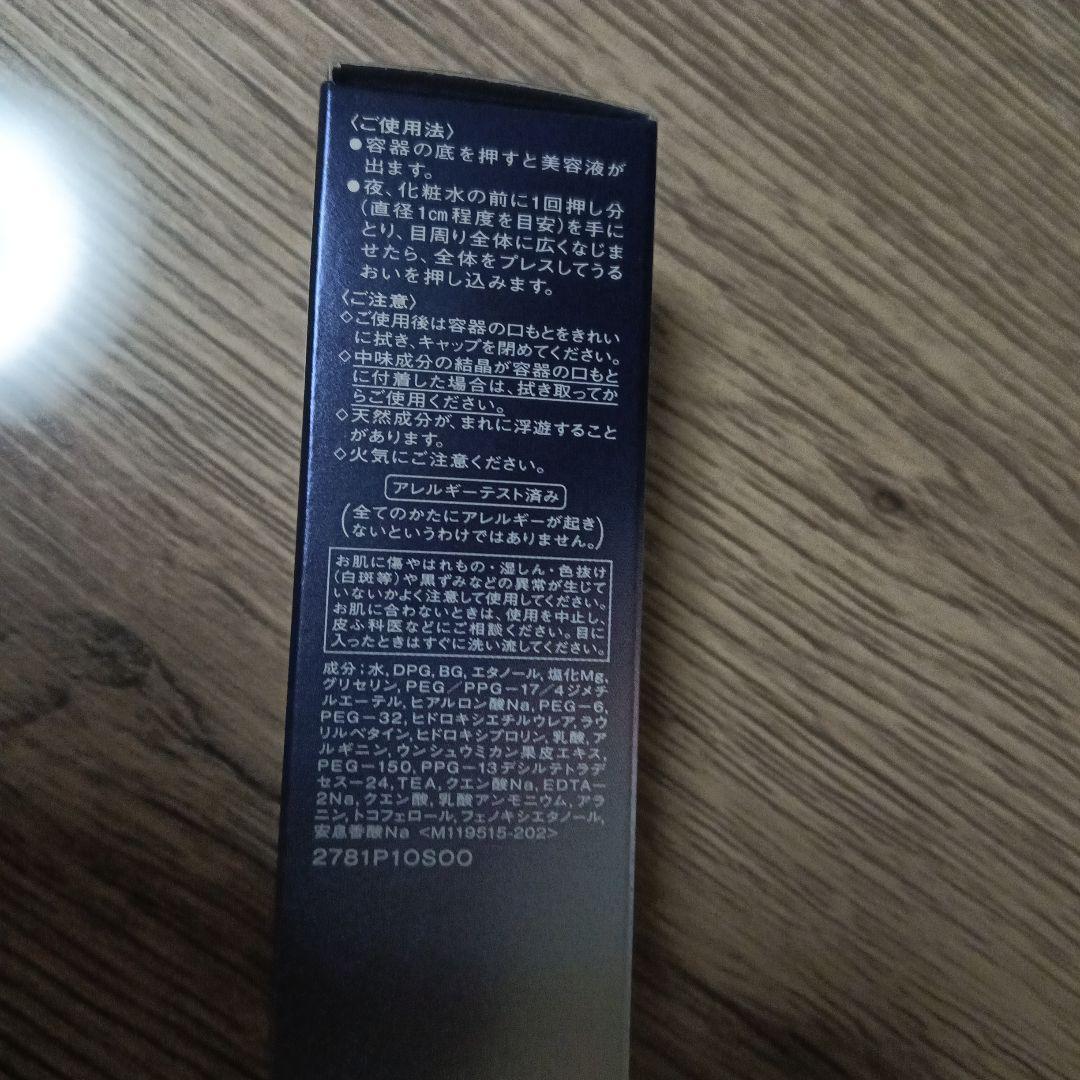 〈ご使用法〉
●容器の底を押すと美容液が
出ます。
●夜、化粧水の前に1回押し分
(直径1cm程度を目安)を手に
とり、目周り全体に広くなじま
せたら、全体をプレスしてうる
おいを押し込みます。
〈ご注意〉
◇ご使用後は容器の口もとをきれい
に拭き、キャップを閉めてください。
◇中味成分の結晶が容器の口もと
に付着した場合は、拭き取ってか
らご使用ください。
◇天然成分が、まれに浮遊すること
があります。
◇火気にご注意ください。
アレルギーテスト済み
(全てのかたにアレルギーが起き
ないというわけではありません。)
お肌に傷やはれもの・湿しん・色抜け
(白斑等)や黒ずみなどの異常が生じて
いないかよく注意して使用してください。
お肌に合わないときは、使用を中止し、
皮ふ科医などにご相談ください。目に
入ったときはすぐに洗い流してください。
成分:水,DPG,BG,エタノール,塩化Mg,
グリセリン,PEG/PPG-17/4ジメチ
ルエーテル,ヒアルロン酸Na,PEG-6,
PEG-32,ヒドロキシエチルウレア,ラウ
リルベタイン,ヒドロキシプロリン,乳酸,ア
ルギニン,ウンシュウミカン果皮エキス,
PEG-150,PPG-13デシルテトラデ
セス-24,TEA,クエン酸Na,EDTA-
2Na,クエン酸,乳酸アンモニウム,アラ
ニン,トコフェロール,フェノキシエタノール,
安息香酸Na <M119515-202>
2781P10S00